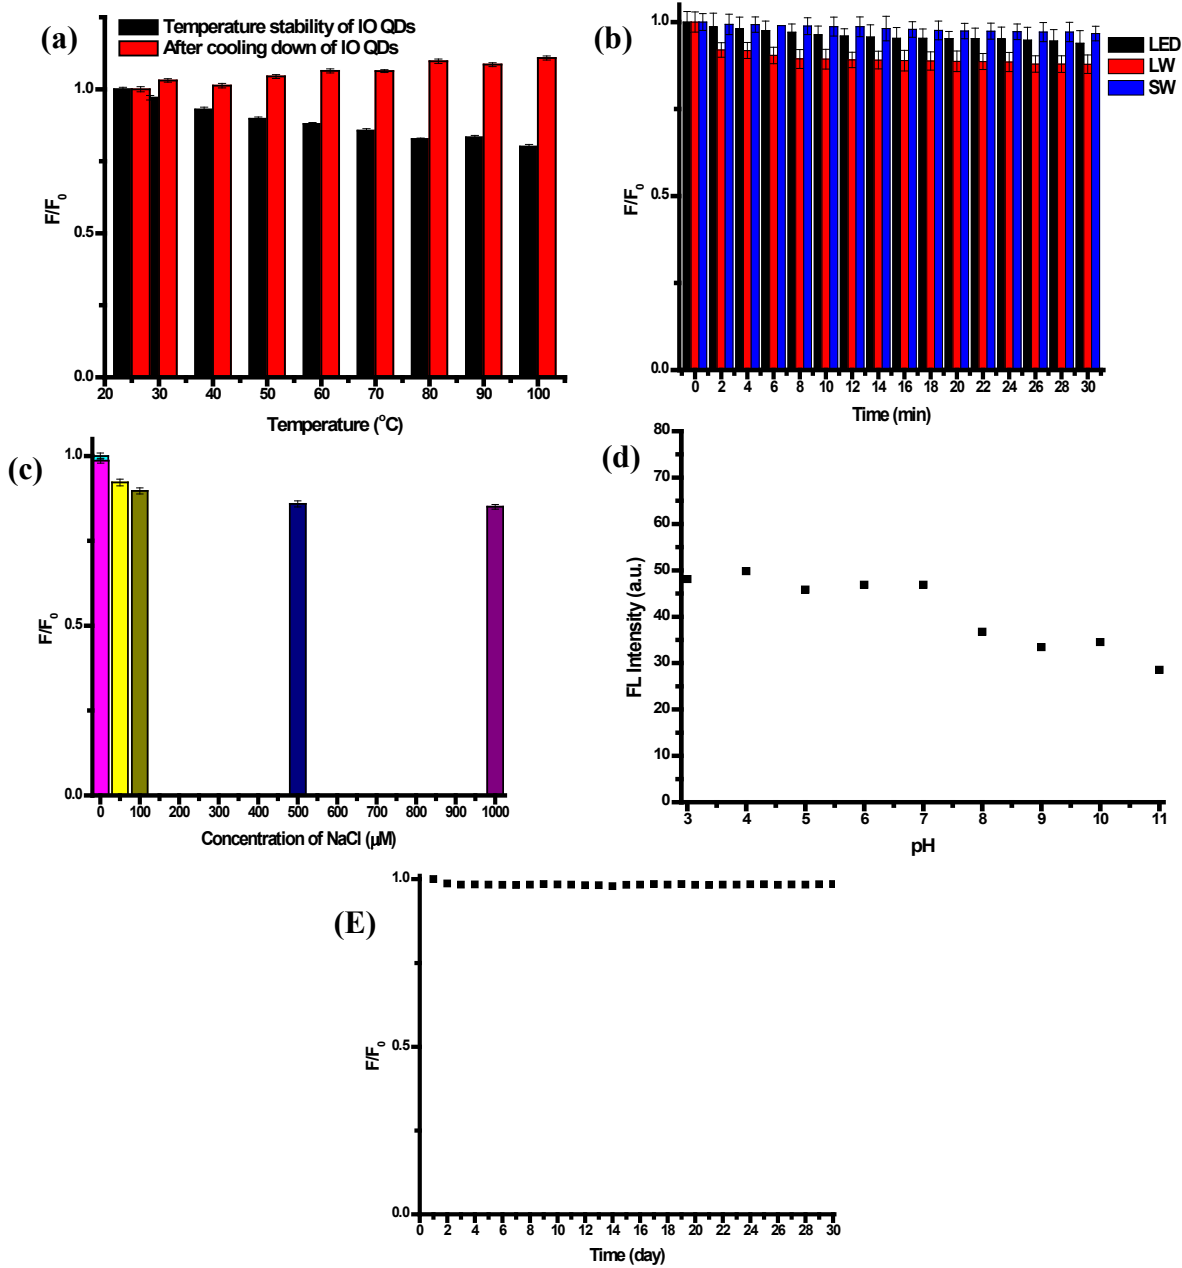 (a)
Temperature stability of IO QDs
After cooling down of IO QDs
1.0
0.5
0.0
F/F0
20 30 40 50 60 70 80 90 100
Temperature (oC)
(b)
LED
LW
SW
1.0
0.5
0.0
F/F0
0 2 4 6 8 10 12 14 16 18 20 22 24 26 28 30
Time (min)
(c)
1.0
0.5
0.0
F/F0
0 100 200 300 400 500 600 700 800 900 1000
Concentration of NaCl (µM)
(d)
80
70
60
50
40
30
20
10
0
FL Intensity (a.u.)
3 4 5 6 7 8 9 10 11
pH
(E)
1.0
0.5
0.0
F/F0
0 2 4 6 8 10 12 14 16 18 20 22 24 26 28 30
Time (day)